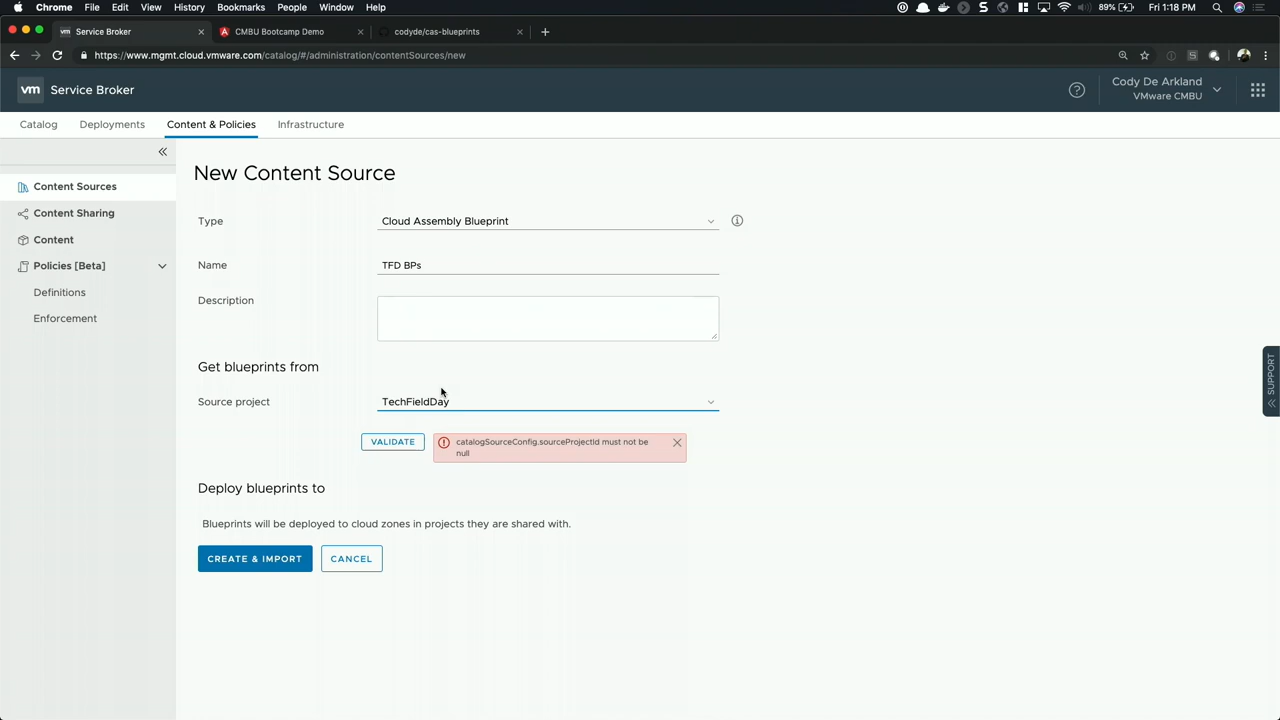 Chrome File Edit View History Bookmarks People Window Help 89% Fri 1:18 PM
Service Broker CMBU Bootcamp Demo codyde/cas-blueprints
https://www.mgmt.cloud.vmware.com/catalog/#/administration/contentSources/new
vm Service Broker
Cody De Arkland
VMware CMBU
Catalog Deployments Content & Policies Infrastructure
Content Sources
Content Sharing
Content
Policies [Beta]
Definitions
Enforcement
New Content Source
Type Cloud Assembly Blueprint
Name TFD BPs
Description
Get blueprints from
Source project TechFieldDay
VALIDATE catalogSourceConfig.sourceProjectId must not be
null
Deploy blueprints to
Blueprints will be deployed to cloud zones in projects they are shared with.
CREATE & IMPORT CANCEL
SUPPORT